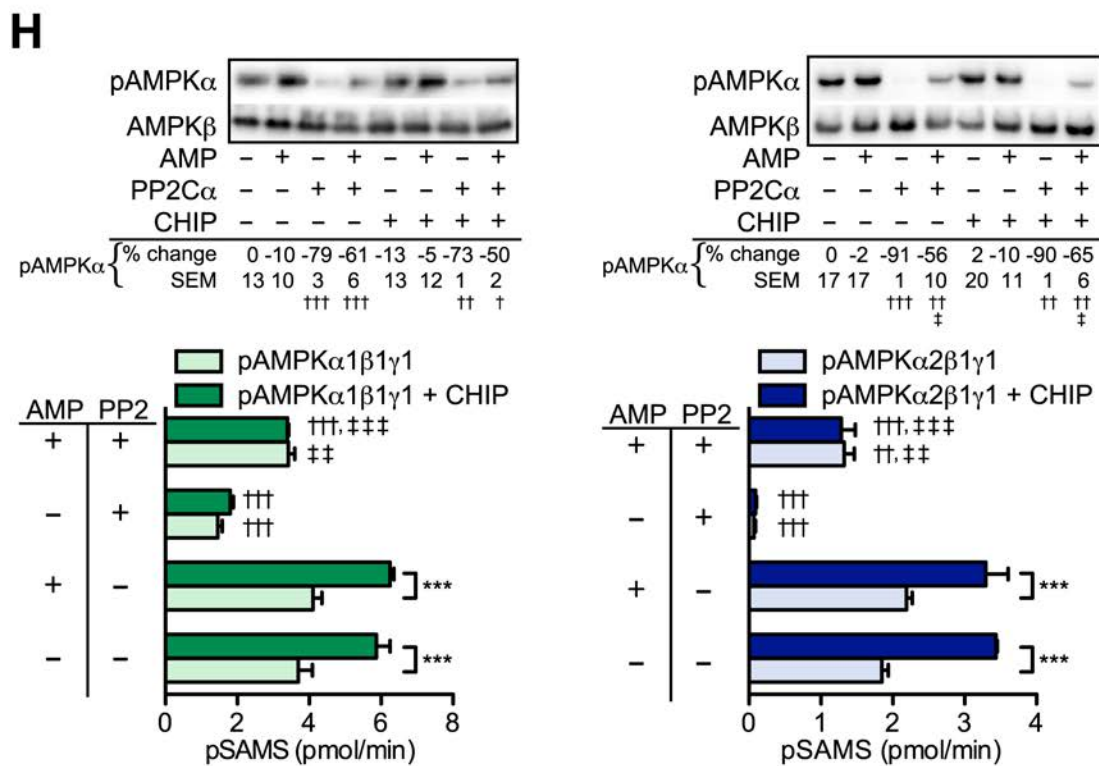 H
pAMPKα
AMPKβ
AMP – + – + – + – +
PP2Cα – – + + – – + +
CHIP – – – – + + + +
pAMPKα { % change 0 -10 -79 -61 -13 -5 -73 -50
SEM 13 10 3 6 13 12 1 2
††† ††† †† †
pAMPKα
AMPKβ
AMP – + – + – + – +
PP2Cα – – + + – – + +
CHIP – – – – + + + +
pAMPKα { % change 0 -2 -91 -56 2 -10 -90 -65
SEM 17 17 1 10 20 11 1 6
††† †† †† ††
‡ ‡
pAMPKα1β1γ1
pAMPKα1β1γ1 + CHIP
AMP PP2
+ + †††, ‡‡‡
‡‡
– + †††
†††
+ – ***
– – ***
0 2 4 6 8
pSAMS (pmol/min)
pAMPKα2β1γ1
pAMPKα2β1γ1 + CHIP
AMP PP2
+ + †††, ‡‡‡
††, ‡‡
– + †††
†††
+ – ***
– – ***
0 1 2 3 4
pSAMS (pmol/min)